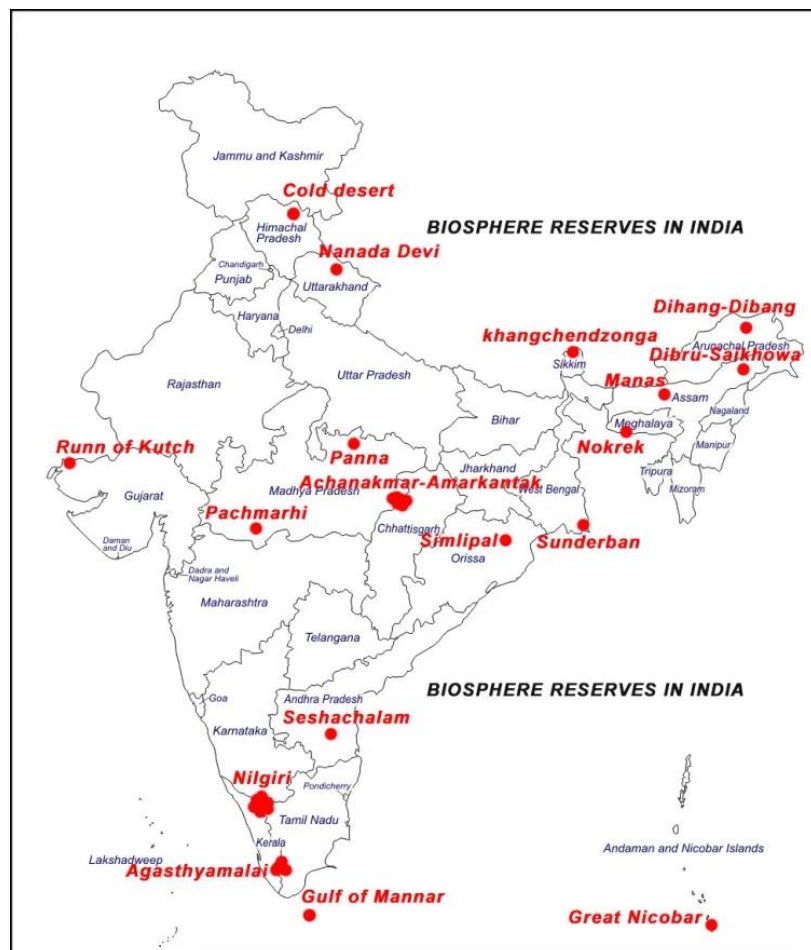 Jammu and Kashmir
Cold desert
Himachal
Pradesh
BIOSPHERE RESERVES IN INDIA
Nanada Devi
Chandigarh
Punjab
Uttarakhand
Dihang-Dibang
Haryana
Delhi
khangchendzonga
Arunachal Pradesh
Dibru-Saikhowa
Sikkim
Uttar Pradesh
Rajasthan
Manas
Assam
Nagaland
Bihar
Meghalaya
Runn of Kutch
Panna
Nokrek
Manipur
Jharkhand
Tripura
Achanakmar-Amarkantak
Madhya Pradesh
West Bengal
Mizoram
Gujarat
Pachmarhi
Chhattisgarh
Simlipal
Sunderban
Daman
and Diu
Orissa
Dadra and
Nagar Haveli
Maharashtra
Telangana
BIOSPHERE RESERVES IN INDIA
Goa
Andhra Pradesh
Seshachalam
Karnataka
Nilgiri
Pondicherry
Tamil Nadu
Kerala
Andaman and Nicobar Islands
Lakshadweep
Agasthyamalai
Gulf of Mannar
Great Nicobar